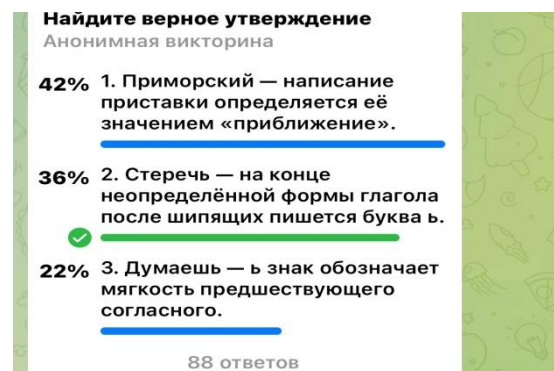 Найдите верное утверждение
Анонимная викторина
42% 1. Приморский — написание
приставки определяется её
значением «приближение».
36% 2. Стеречь — на конце
неопределённой формы глагола
после шипящих пишется буква ь.
22% 3. Думаешь — ь знак обозначает
мягкость предшествующего
согласного.
88 ответов